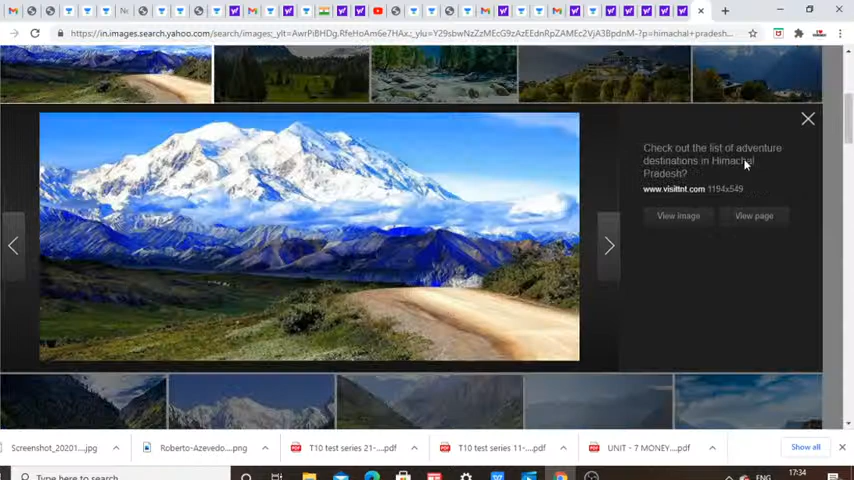 https://in.images.search.yahoo.com/search/images;_ylt=AwrPiBHDg.RfeHoAm6e7HAx.;_ylu=Y29sbwNzZzMEcG9zAzEEdnRpZAMEc2VjA3BpdnM-?p=himachal+pradesh...
Check out the list of adventure
destinations in Himachal
Pradesh?
www.visittnt.com 1194x549
View image View page
Screenshot_20201....jpg
Roberto-Azevedo....png
T10 test series 21-....pdf
T10 test series 11-....pdf
UNIT - 7 MONEY....pdf
Show all
17:34
Type here to search
ENG